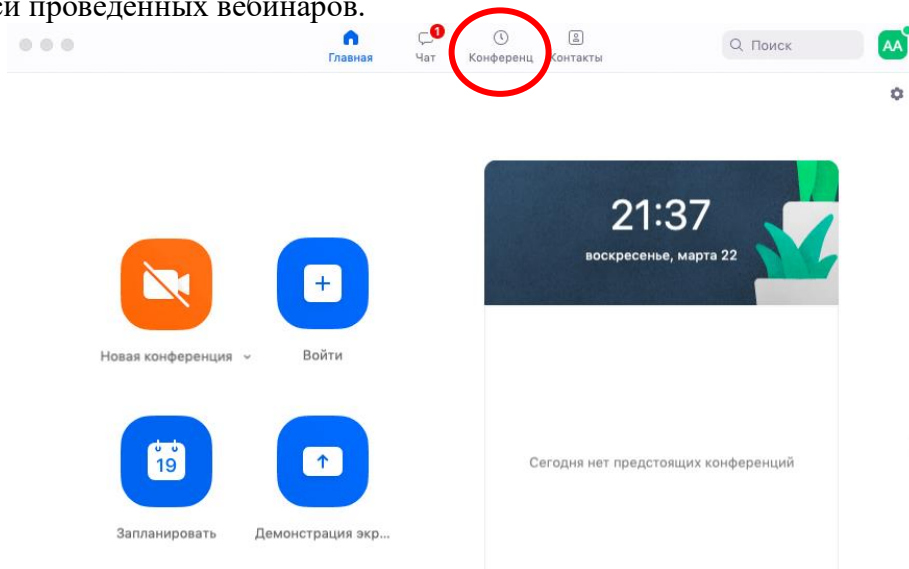 ей проведенных вебинаров.
1
Главная Чат Конференц Контакты
Поиск
AA
21:37
воскресенье, марта 22
Новая конференция Войти
19
Запланировать Демонстрация экр...
Сегодня нет предстоящих конференций